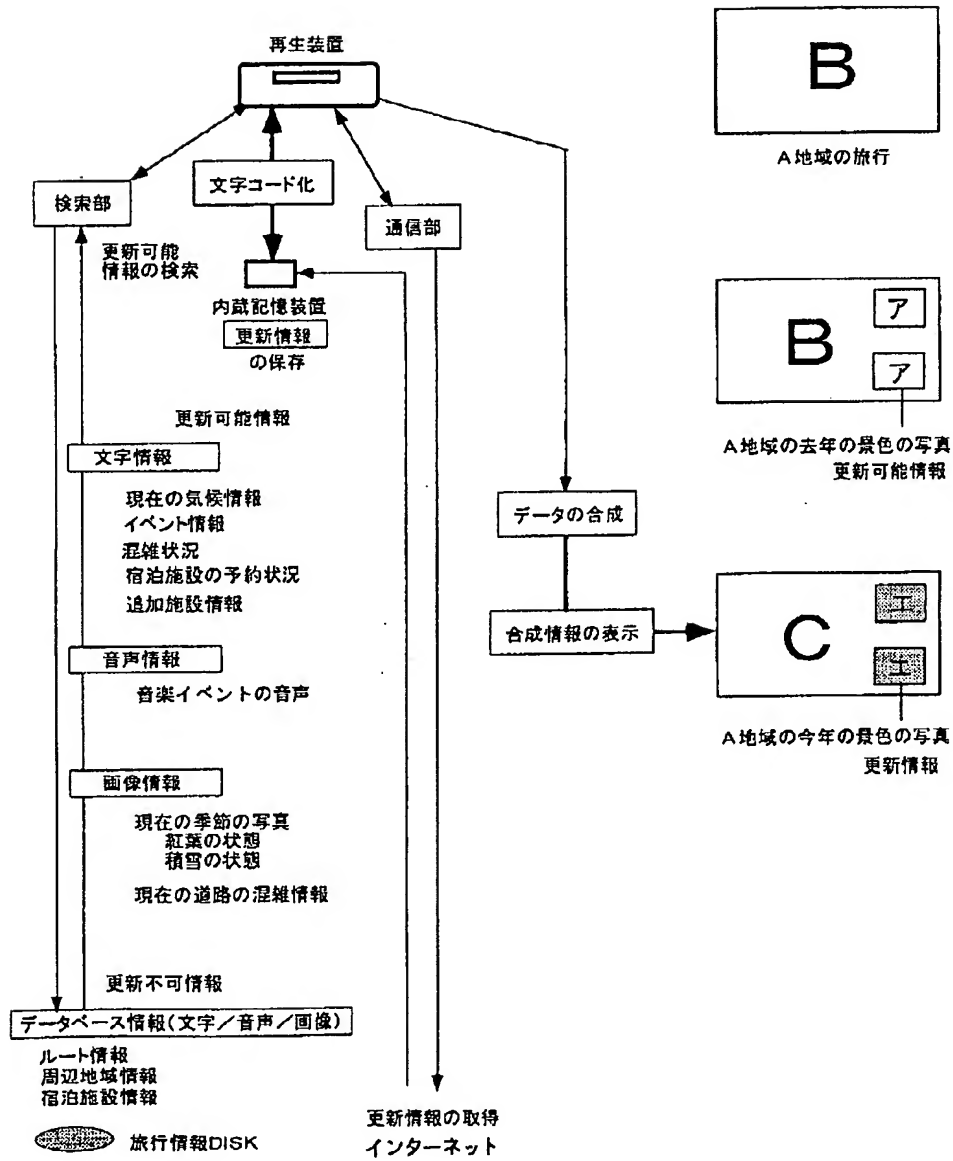 再生装置
検索部
文字コード化
通信部
更新可能
情報の検索
内蔵記憶装置
更新情報
の保存
更新可能情報
文字情報
現在の気候情報
イベント情報
混雑状況
宿泊施設の予約状況
追加施設情報
音声情報
音楽イベントの音声
画像情報
現在の季節の写真
紅葉の状態
積雪の状態
現在の道路の混雑情報
更新不可情報
データベース情報(文字/音声/画像)
ルート情報
周辺地域情報
宿泊施設情報
旅行情報DISK
更新情報の取得
インターネット
データの合成
合成情報の表示
B
A地域の旅行
B
ア
ア
A地域の去年の景色の写真
更新可能情報
C
エ
エ
A地域の今年の景色の写真
更新情報